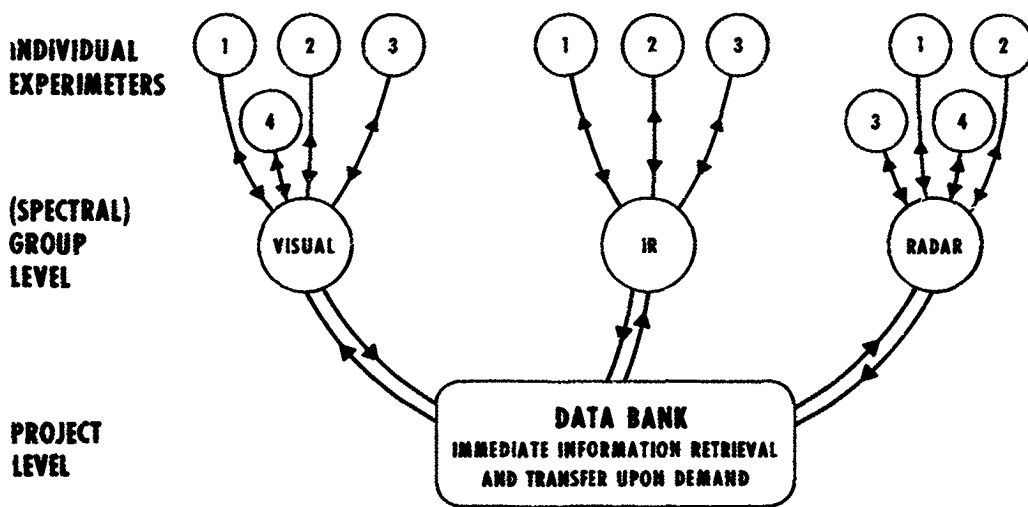 INDIVIDUAL
EXPERIMETERS
1
2
3
4
1
2
3
1
2
3
4
(SPECTRAL)
GROUP
LEVEL
VISUAL
IR
RADAR
PROJECT
LEVEL
DATA BANK
IMMEDIATE INFORMATION RETRIEVAL
AND TRANSFER UPON DEMAND